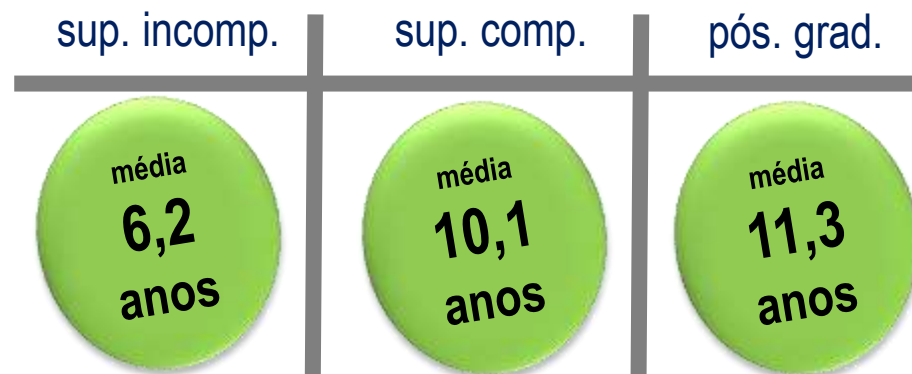 sup. incomp.
sup. comp.
pós. grad.
média
6,2
anos
média
10,1
anos
média
11,3
anos